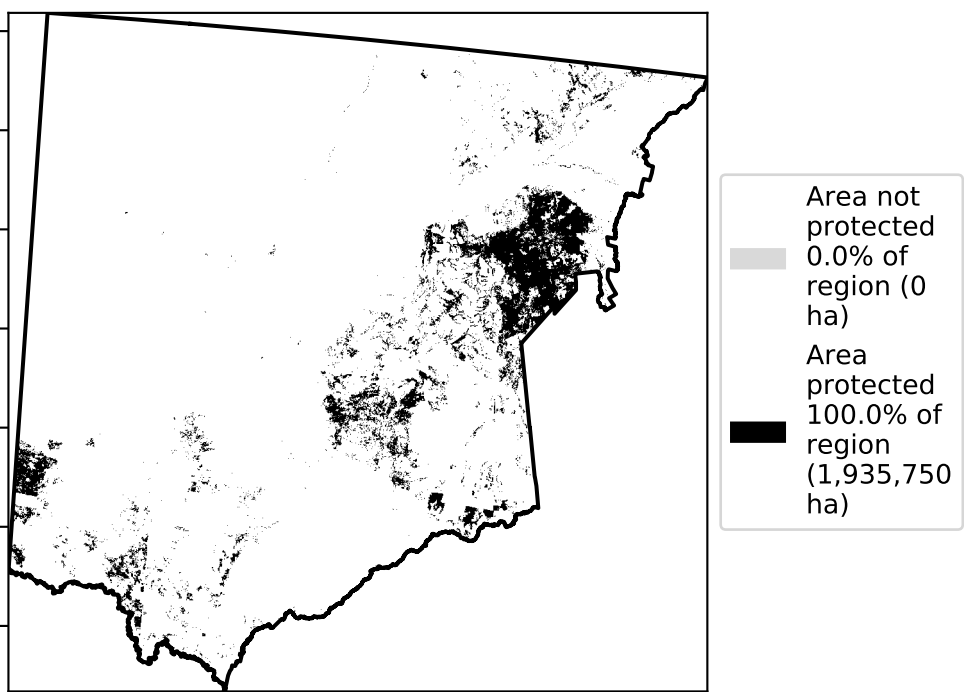 Area not
protected
0.0% of
region (0
ha)
Area
protected
100.0% of
region
(1,935,750
ha)